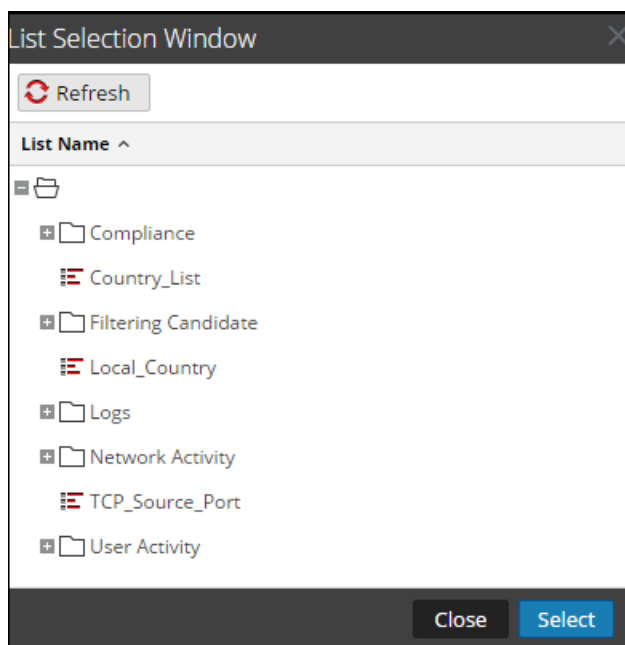 List Selection Window
Refresh
List Name
Compliance
Country_List
Filtering Candidate
Local_Country
Logs
Network Activity
TCP_Source_Port
User Activity
Close Select